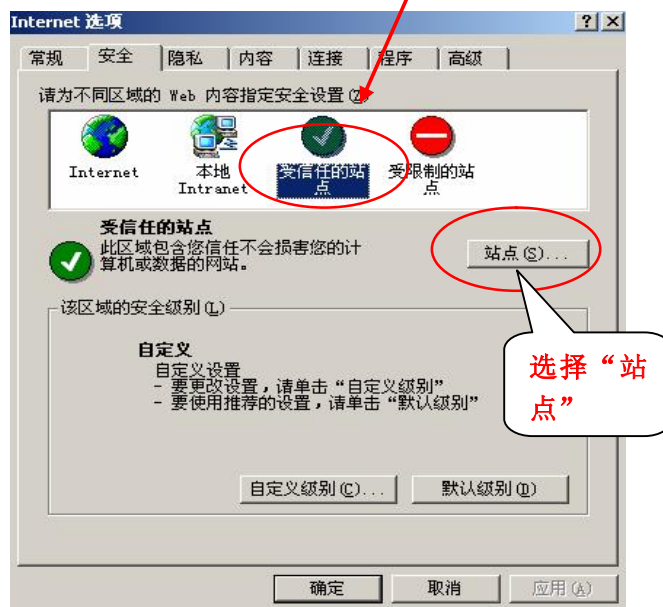 Internet 选项
常规 安全 隐私 内容 连接 程序 高级
请为不同区域的 Web 内容指定安全设置(Z)
Internet
本地
Intranet
受信任的站
点
受限制的站
点
受信任的站点
此区域包含您信任不会损害您的计
算机或数据的网站。
站点(S)...
选择“站
点”
该区域的安全级别(L)
自定义
自定义设置
- 要更改设置，请单击“自定义级别”
- 要使用推荐的设置，请单击“默认级别”
自定义级别(C)... 默认级别(D)
确定 取消 应用(A)